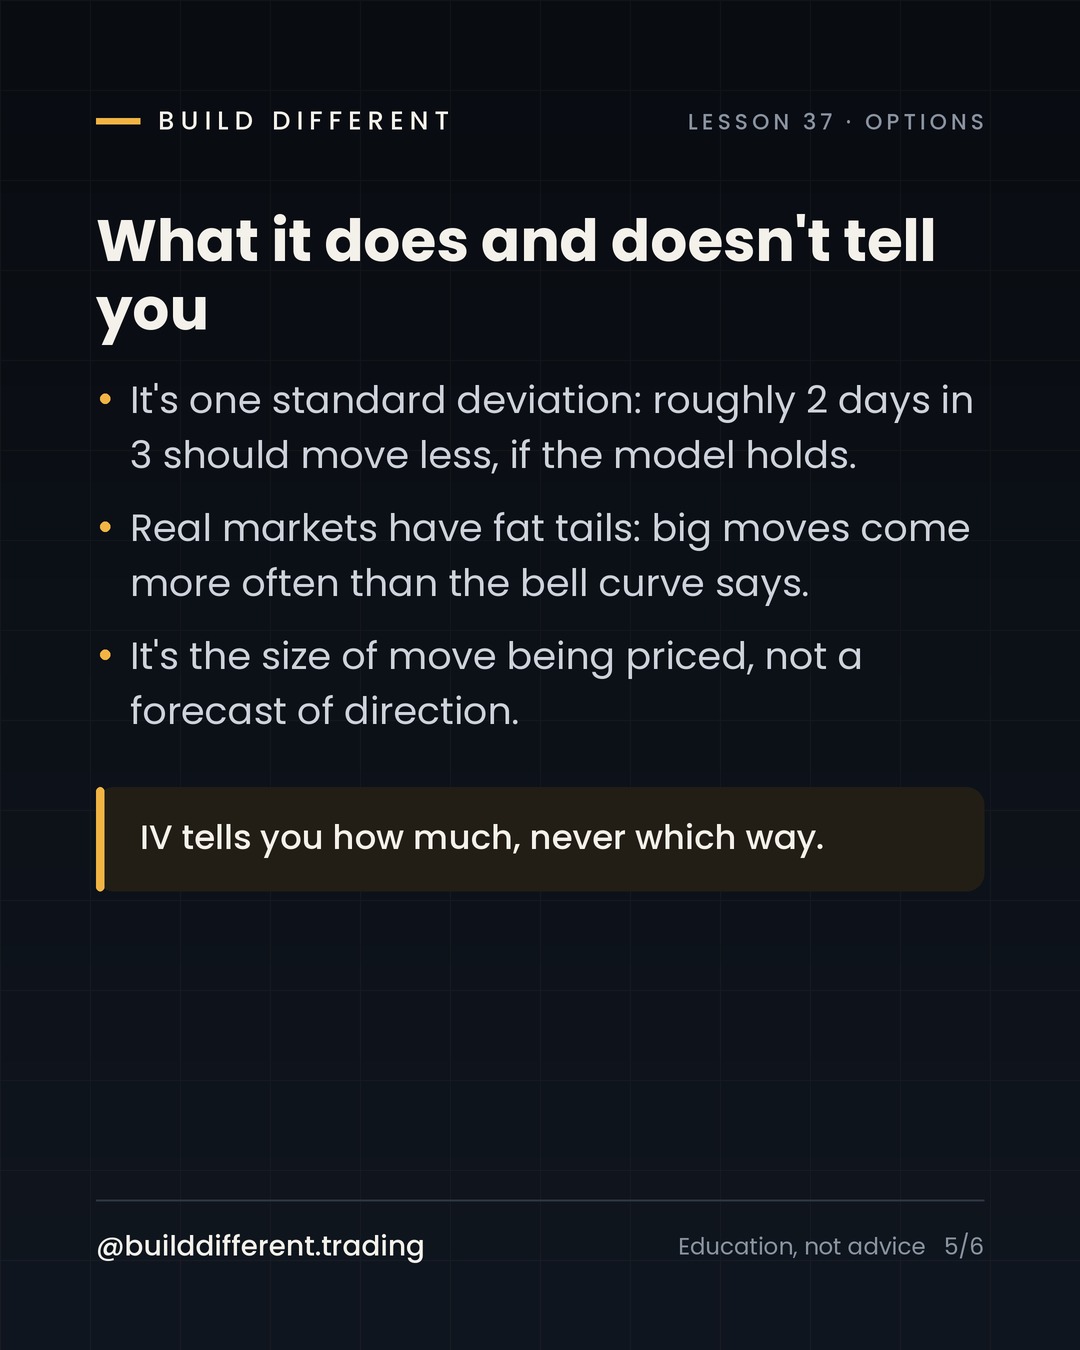 BUILD DIFFERENT
LESSON 37 · OPTIONS
What it does and doesn't tell
you
• It's one standard deviation: roughly 2 days in
3 should move less, if the model holds.
• Real markets have fat tails: big moves come
more often than the bell curve says.
• It's the size of move being priced, not a
forecast of direction.
IV tells you how much, never which way.
@builddifferent.trading
Education, not advice 5/6